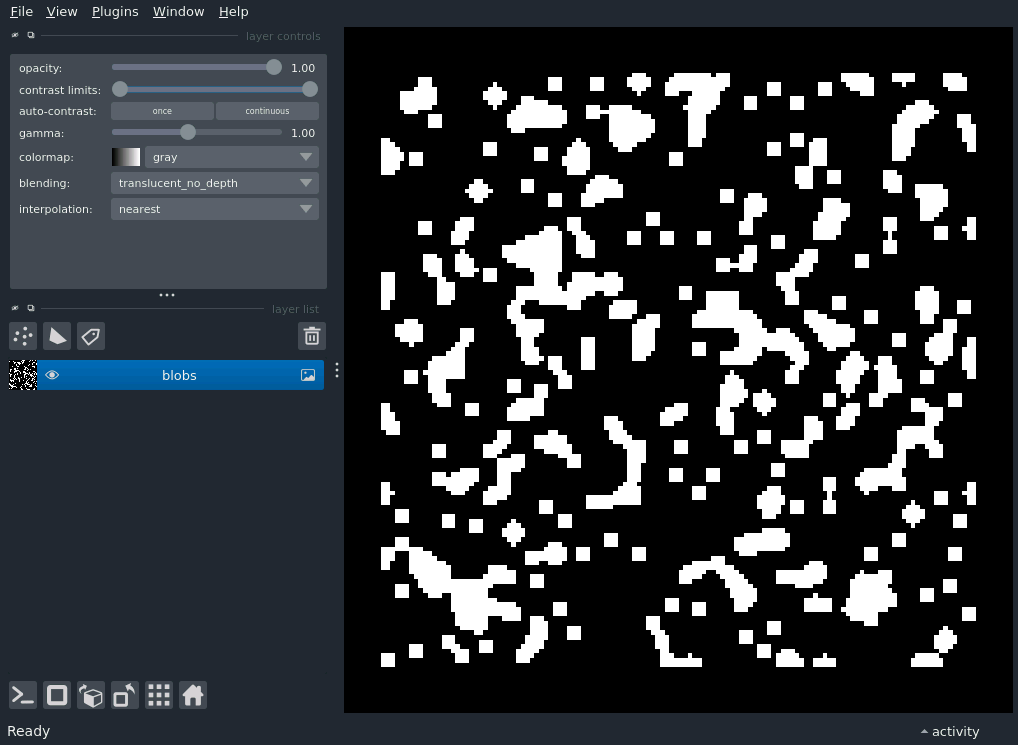 File View Plugins Window Help
layer controls
opacity: 1.00
contrast limits:
auto-contrast: once continuous
gamma: 1.00
colormap: gray
blending: translucent_no_depth
interpolation: nearest
layer list
blobs
Ready
activity